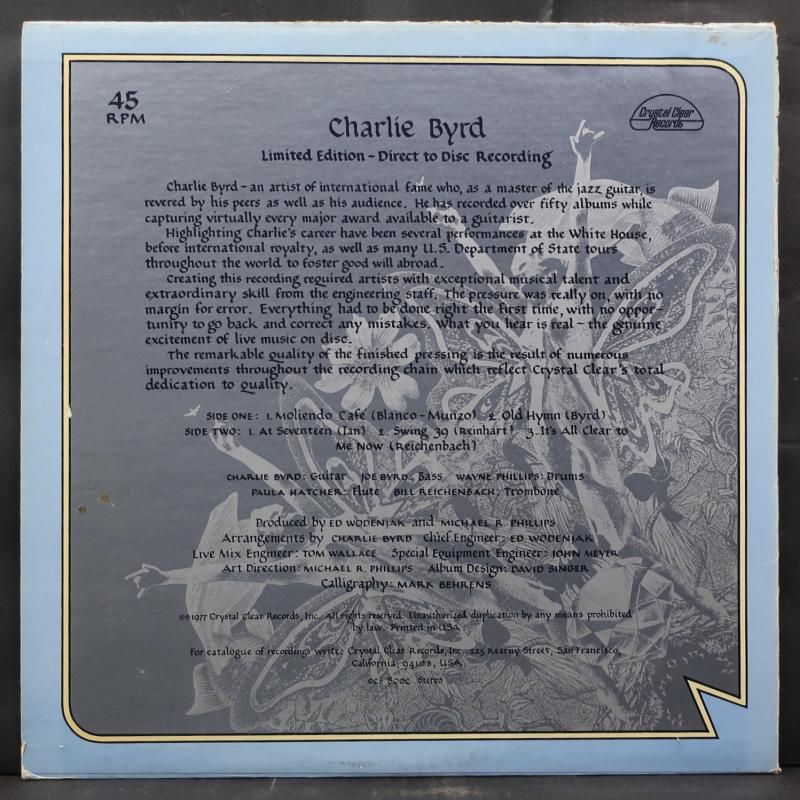 45
RPM
Crystal Clear
Records
Charlie Byrd
Limited Edition ~ Direct to Disc Recording
Charlie Byrd ~ an artist of international fame who, as a master of the jazz guitar, is
revered by his peers as well as his audience. He has recorded over fifty albums while
capturing virtually every major award available to a guitarist.
Highlighting Charlie's career have been several performances at the White House,
before international royalty, as well as many U.S. Department of State tours
throughout the world to foster good will abroad.
Creating this recording required artists with exceptional musical talent and
extraordinary skill from the engineering staff. The pressure was really on, with no
margin for error. Everything had to be done right the first time, with no oppor-
tunity to go back and correct any mistakes. What you hear is real ~ the genuine
excitement of live music on disc.
The remarkable quality of the finished pressing is the result of numerous
improvements throughout the recording chain which reflect Crystal Clear's total
dedication to quality.
SIDE ONE: 1. Moliendo Café (Blanco-Munzo) 2. Old Hymn (Byrd)
SIDE TWO: 1. At Seventeen (Ian) 2. Swing 39 (Reinhart) 3. It's All Clear to
Me Now (Reichenbach)
CHARLIE BYRD: Guitar JOE BYRD: Bass WAYNE PHILLIPS: Drums
PAULA HATCHER: Flute BILL REICHENBACH: Trombone
Produced by ED WODENJAK and MICHAEL R. PHILLIPS
Arrangements by CHARLIE BYRD Chief Engineer: ED WODENJAK
Live Mix Engineer: TOM WALLACE Special Equipment Engineer: JOHN MEYER
Art Direction: MICHAEL R. PHILLIPS Album Design: DAVID SINGER
Calligraphy: MARK BEHRENS
©℗1977 Crystal Clear Records, Inc. All rights reserved. Unauthorized duplication by any means prohibited
by law. Printed in USA
For catalogue of recordings write: Crystal Clear Records, Inc., 225 Kearny Street, San Francisco,
California, 94108, USA
CCS 8002 Stereo